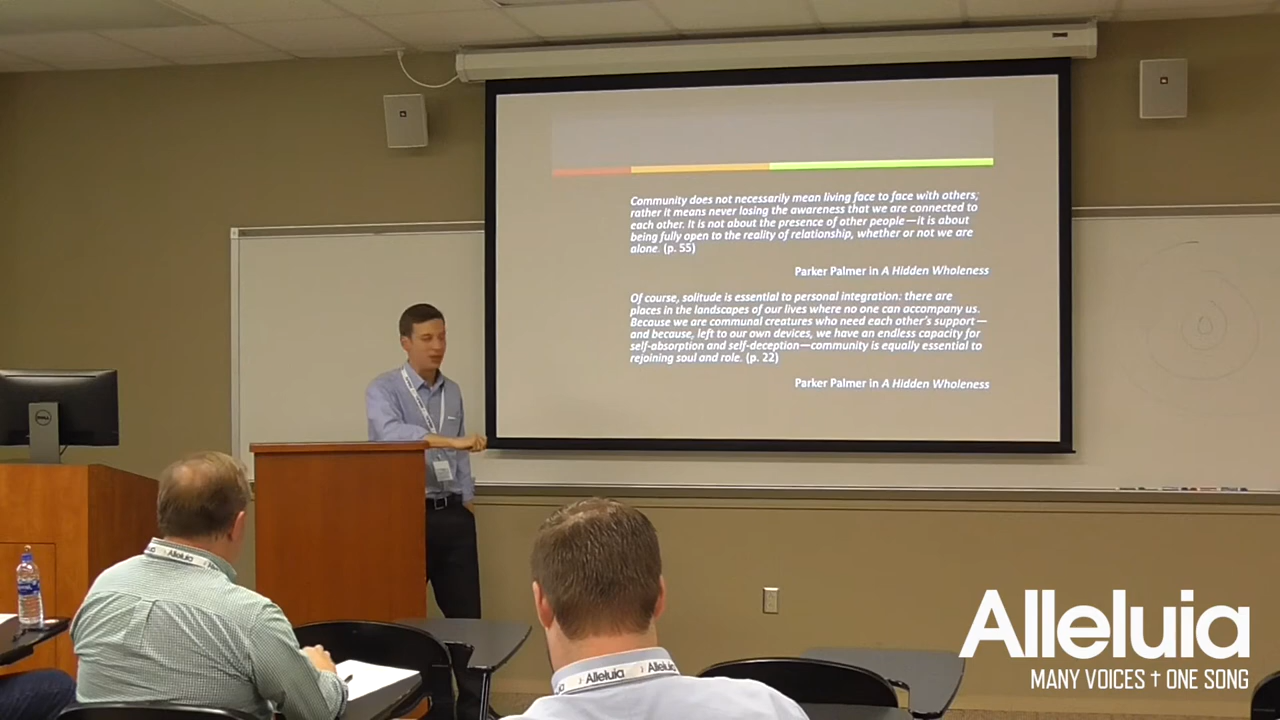 Community does not necessarily mean living face to face with others;
rather it means never losing the awareness that we are connected to
each other. It is not about the presence of other people—it is about
being fully open to the reality of relationship, whether or not we are
alone. (p. 55)
Parker Palmer in A Hidden Wholeness
Of course, solitude is essential to personal integration: there are
places in the landscapes of our lives where no one can accompany us.
Because we are communal creatures who need each other's support—
and because, left to our own devices, we have an endless capacity for
self-absorption and self-deception—community is equally essential to
rejoining soul and role. (p. 22)
Parker Palmer in A Hidden Wholeness
DELL
Alleluia
Alleluia
Alleluia
Alleluia
MANY VOICES † ONE SONG